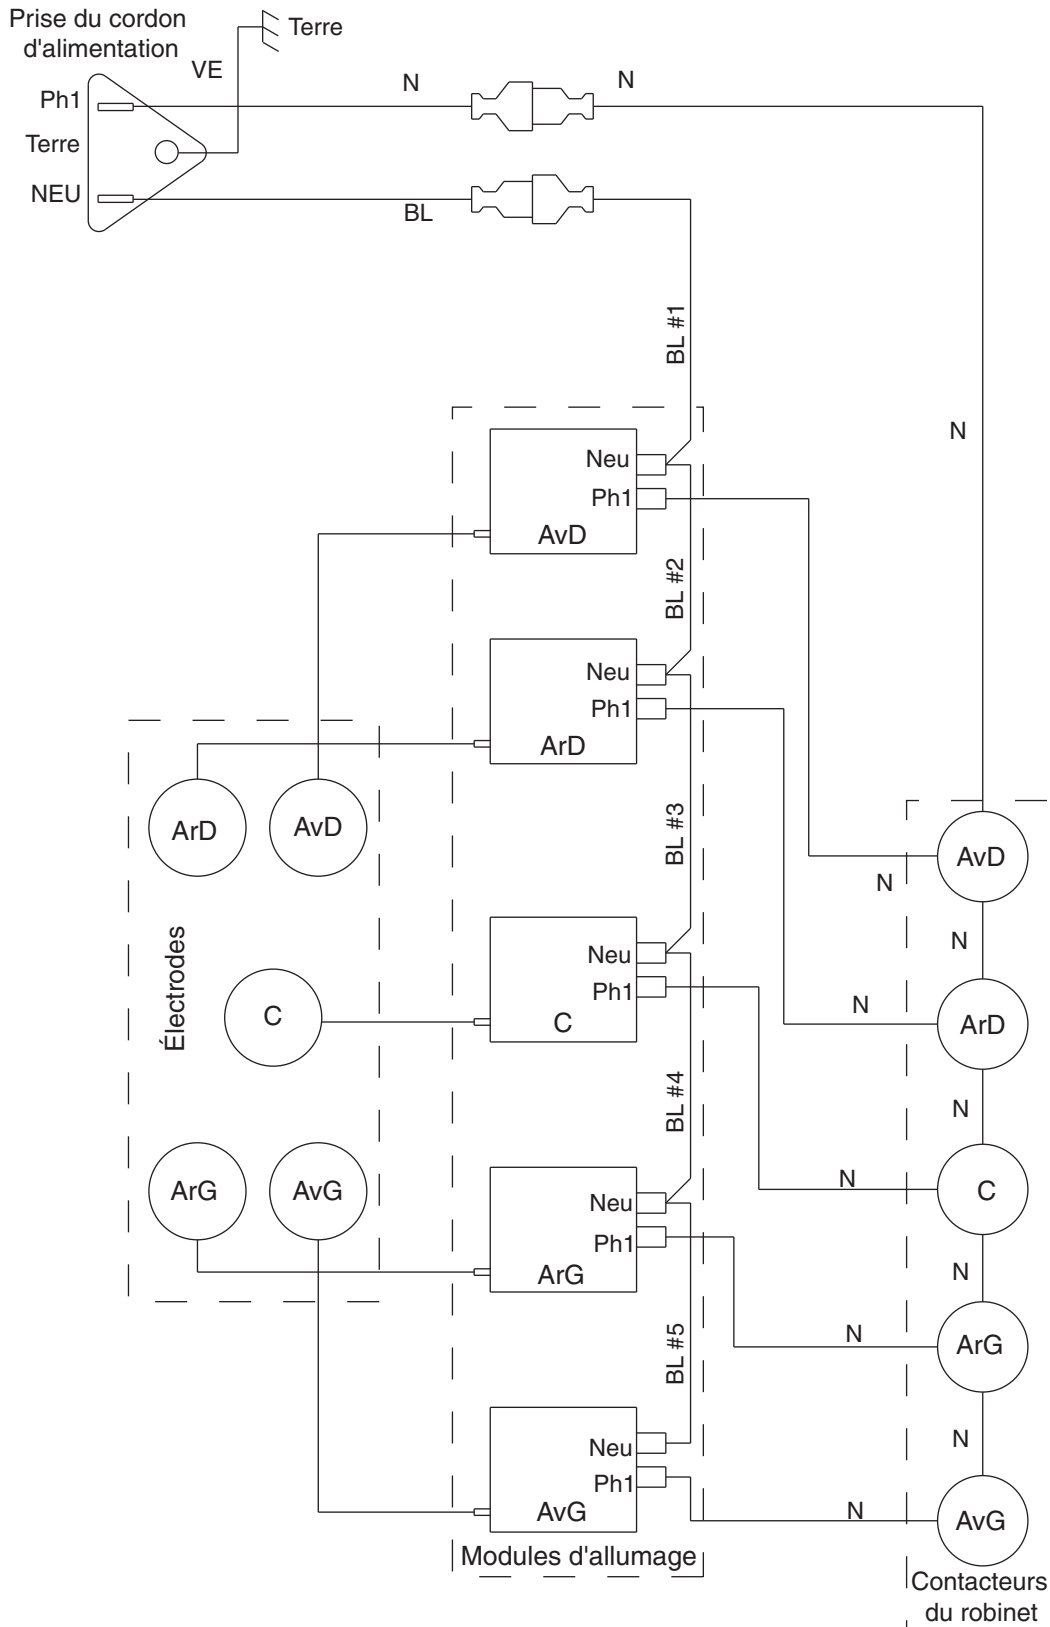 Prise du cordon
d'alimentation
Terre
VE
N
N
Ph1
Terre
NEU
BL
BL #1
N
Neu
Ph1
AvD
BL #2
Neu
Ph1
ArD
BL #3
ArD
AvD
AvD
N
N
Électrodes
C
Neu
Ph1
C
N
ArD
BL #4
N
ArG
AvG
Neu
Ph1
ArG
N
C
N
BL #5
N
ArG
N
Neu
Ph1
AvG
N
AvG
Modules d'allumage
Contacteurs
du robinet